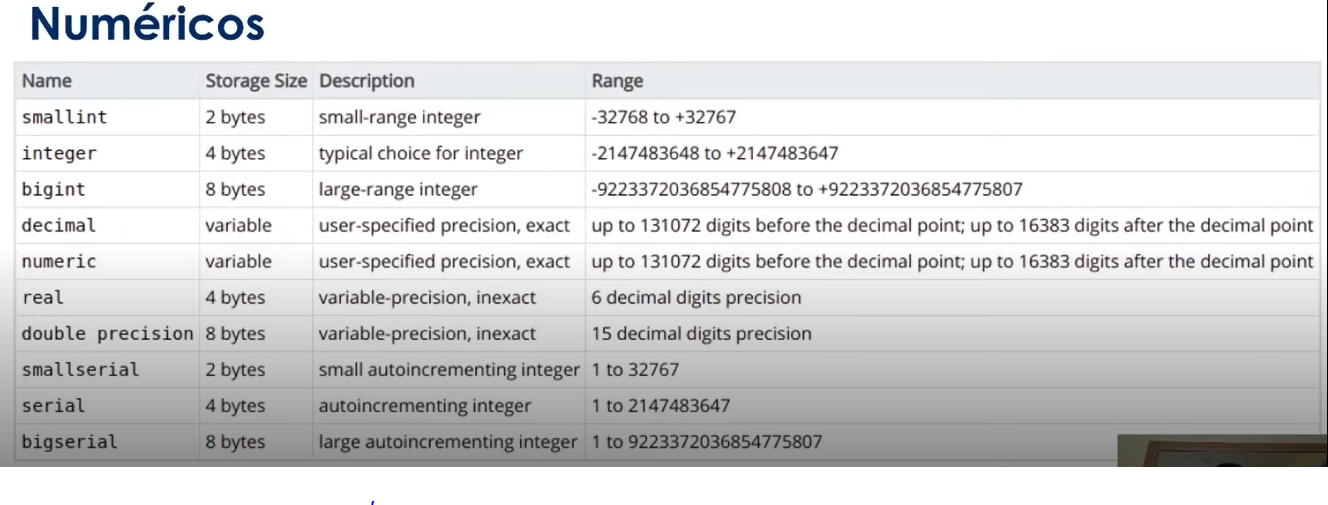 Numéricos
Name Storage Size Description Range
smallint 2 bytes small-range integer -32768 to +32767
integer 4 bytes typical choice for integer -2147483648 to +2147483647
bigint 8 bytes large-range integer -9223372036854775808 to +9223372036854775807
decimal variable user-specified precision, exact up to 131072 digits before the decimal point; up to 16383 digits after the decimal point
numeric variable user-specified precision, exact up to 131072 digits before the decimal point; up to 16383 digits after the decimal point
real 4 bytes variable-precision, inexact 6 decimal digits precision
double precision 8 bytes variable-precision, inexact 15 decimal digits precision
smallserial 2 bytes small autoincrementing integer 1 to 32767
serial 4 bytes autoincrementing integer 1 to 2147483647
bigserial 8 bytes large autoincrementing integer 1 to 9223372036854775807